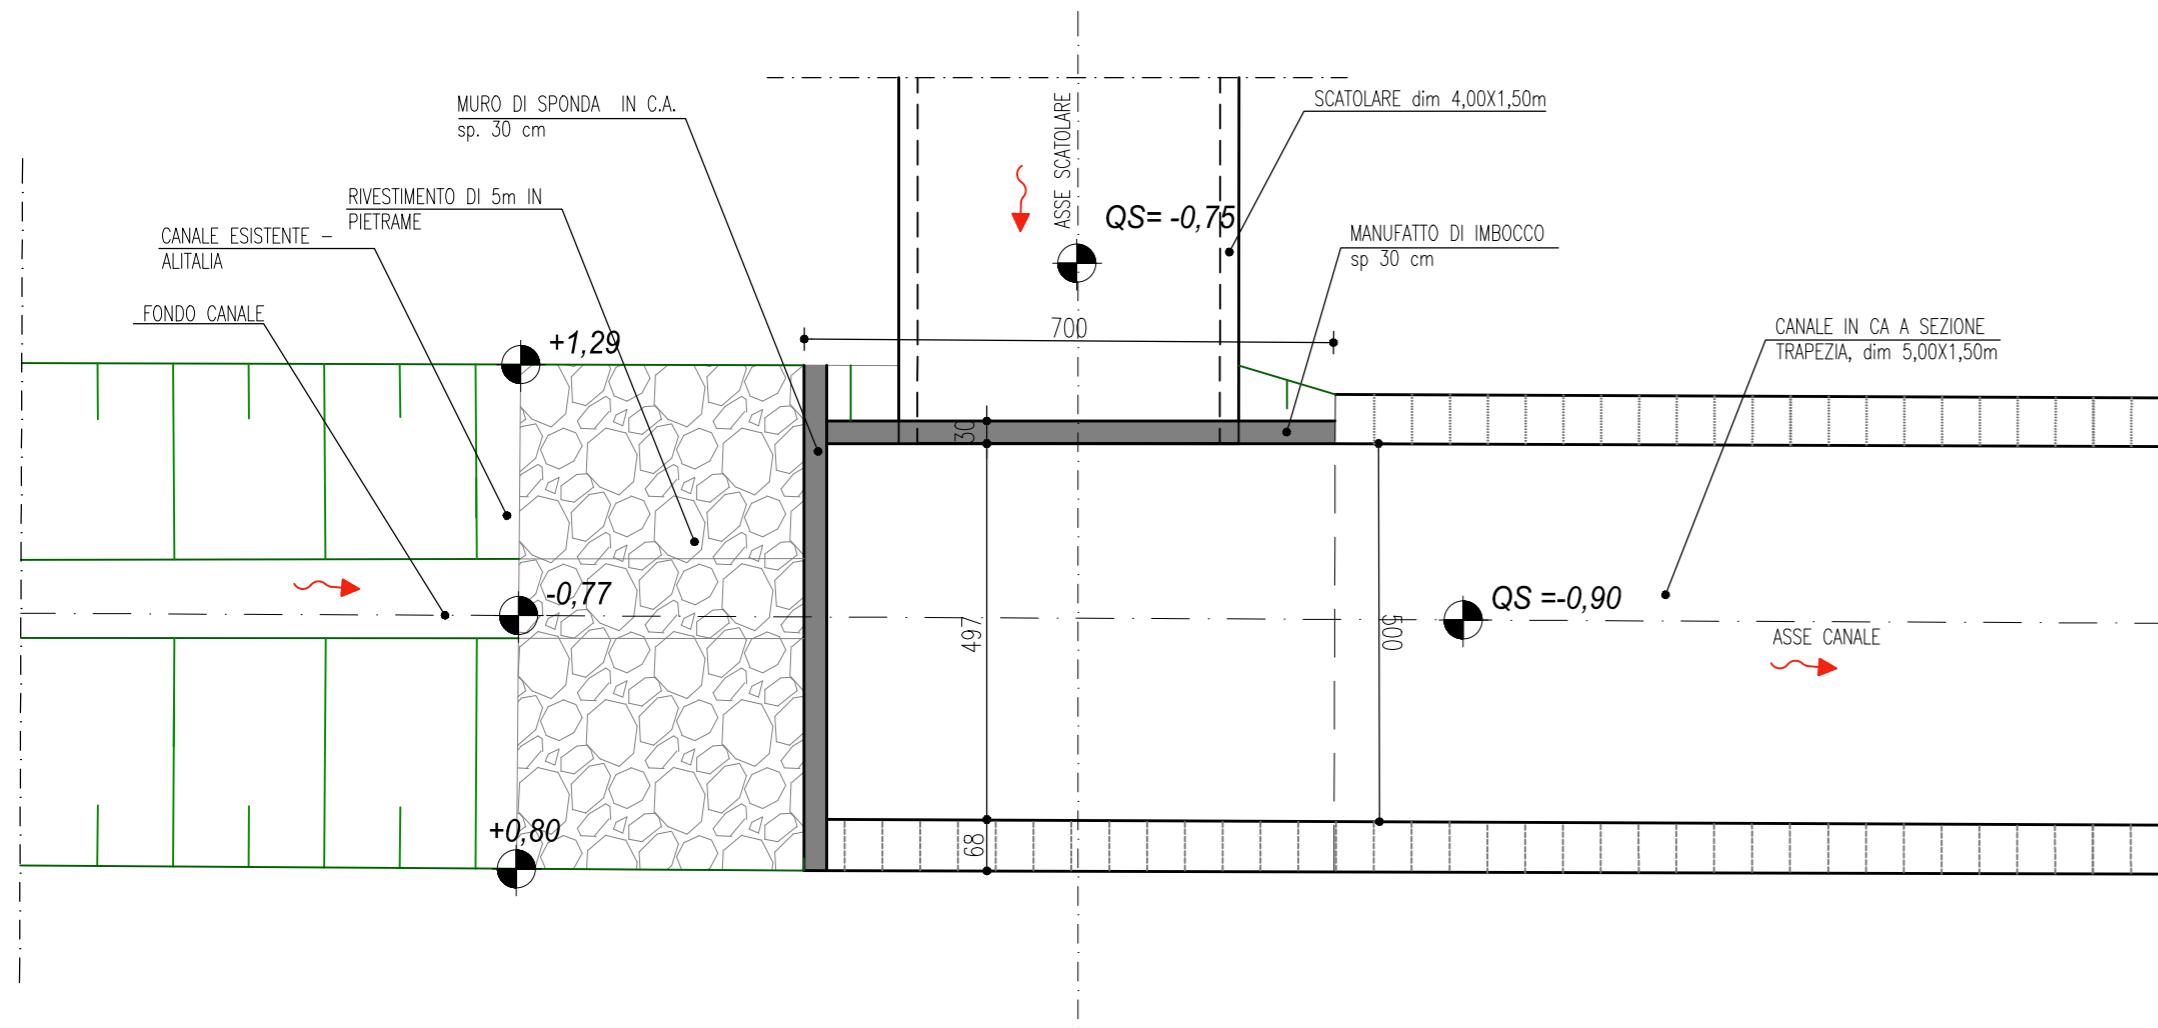 MURO DI SPONDA IN C.A.
sp. 30 cm
SCATOLARE dim 4,00X1,50m
ASSE SCATOLARE
RIVESTIMENTO DI 5m IN
PIETRAME
QS= -0,75
CANALE ESISTENTE -
ALITALIA
MANUFATTO DI IMBOCCO
sp 30 cm
FONDO CANALE
700
+1,29
CANALE IN CA A SEZIONE
TRAPEZIA, dim 5,00X1,50m
30
-0,77
QS =-0,90
497
500
ASSE CANALE
+0,80
68